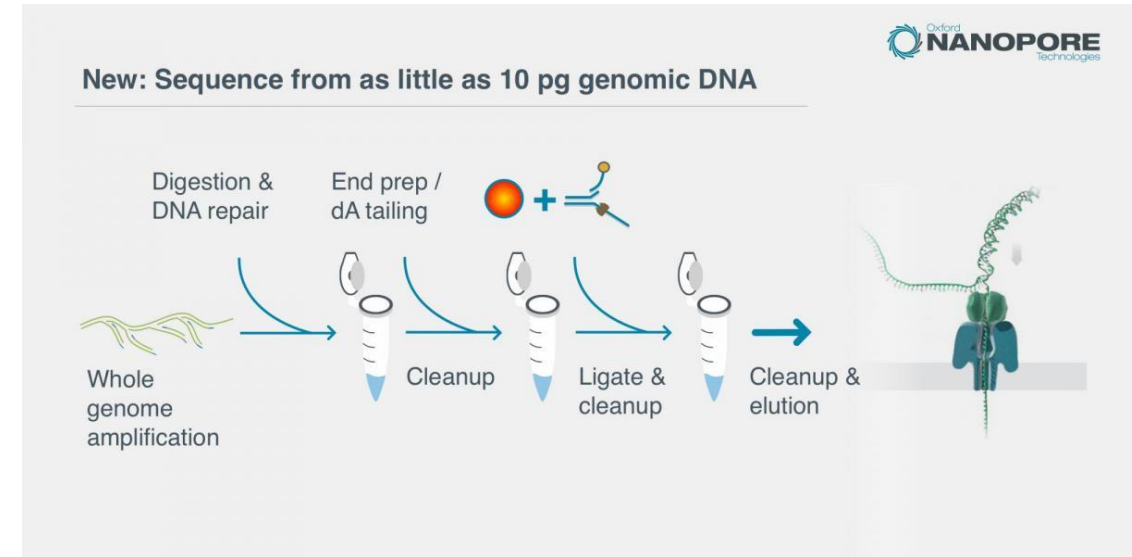 Oxford
NANOPORE
Technologies
New: Sequence from as little as 10 pg genomic DNA
Digestion &
DNA repair
End prep /
dA tailing
+
Whole
genome
amplification
Cleanup
Ligate &
cleanup
Cleanup &
elution